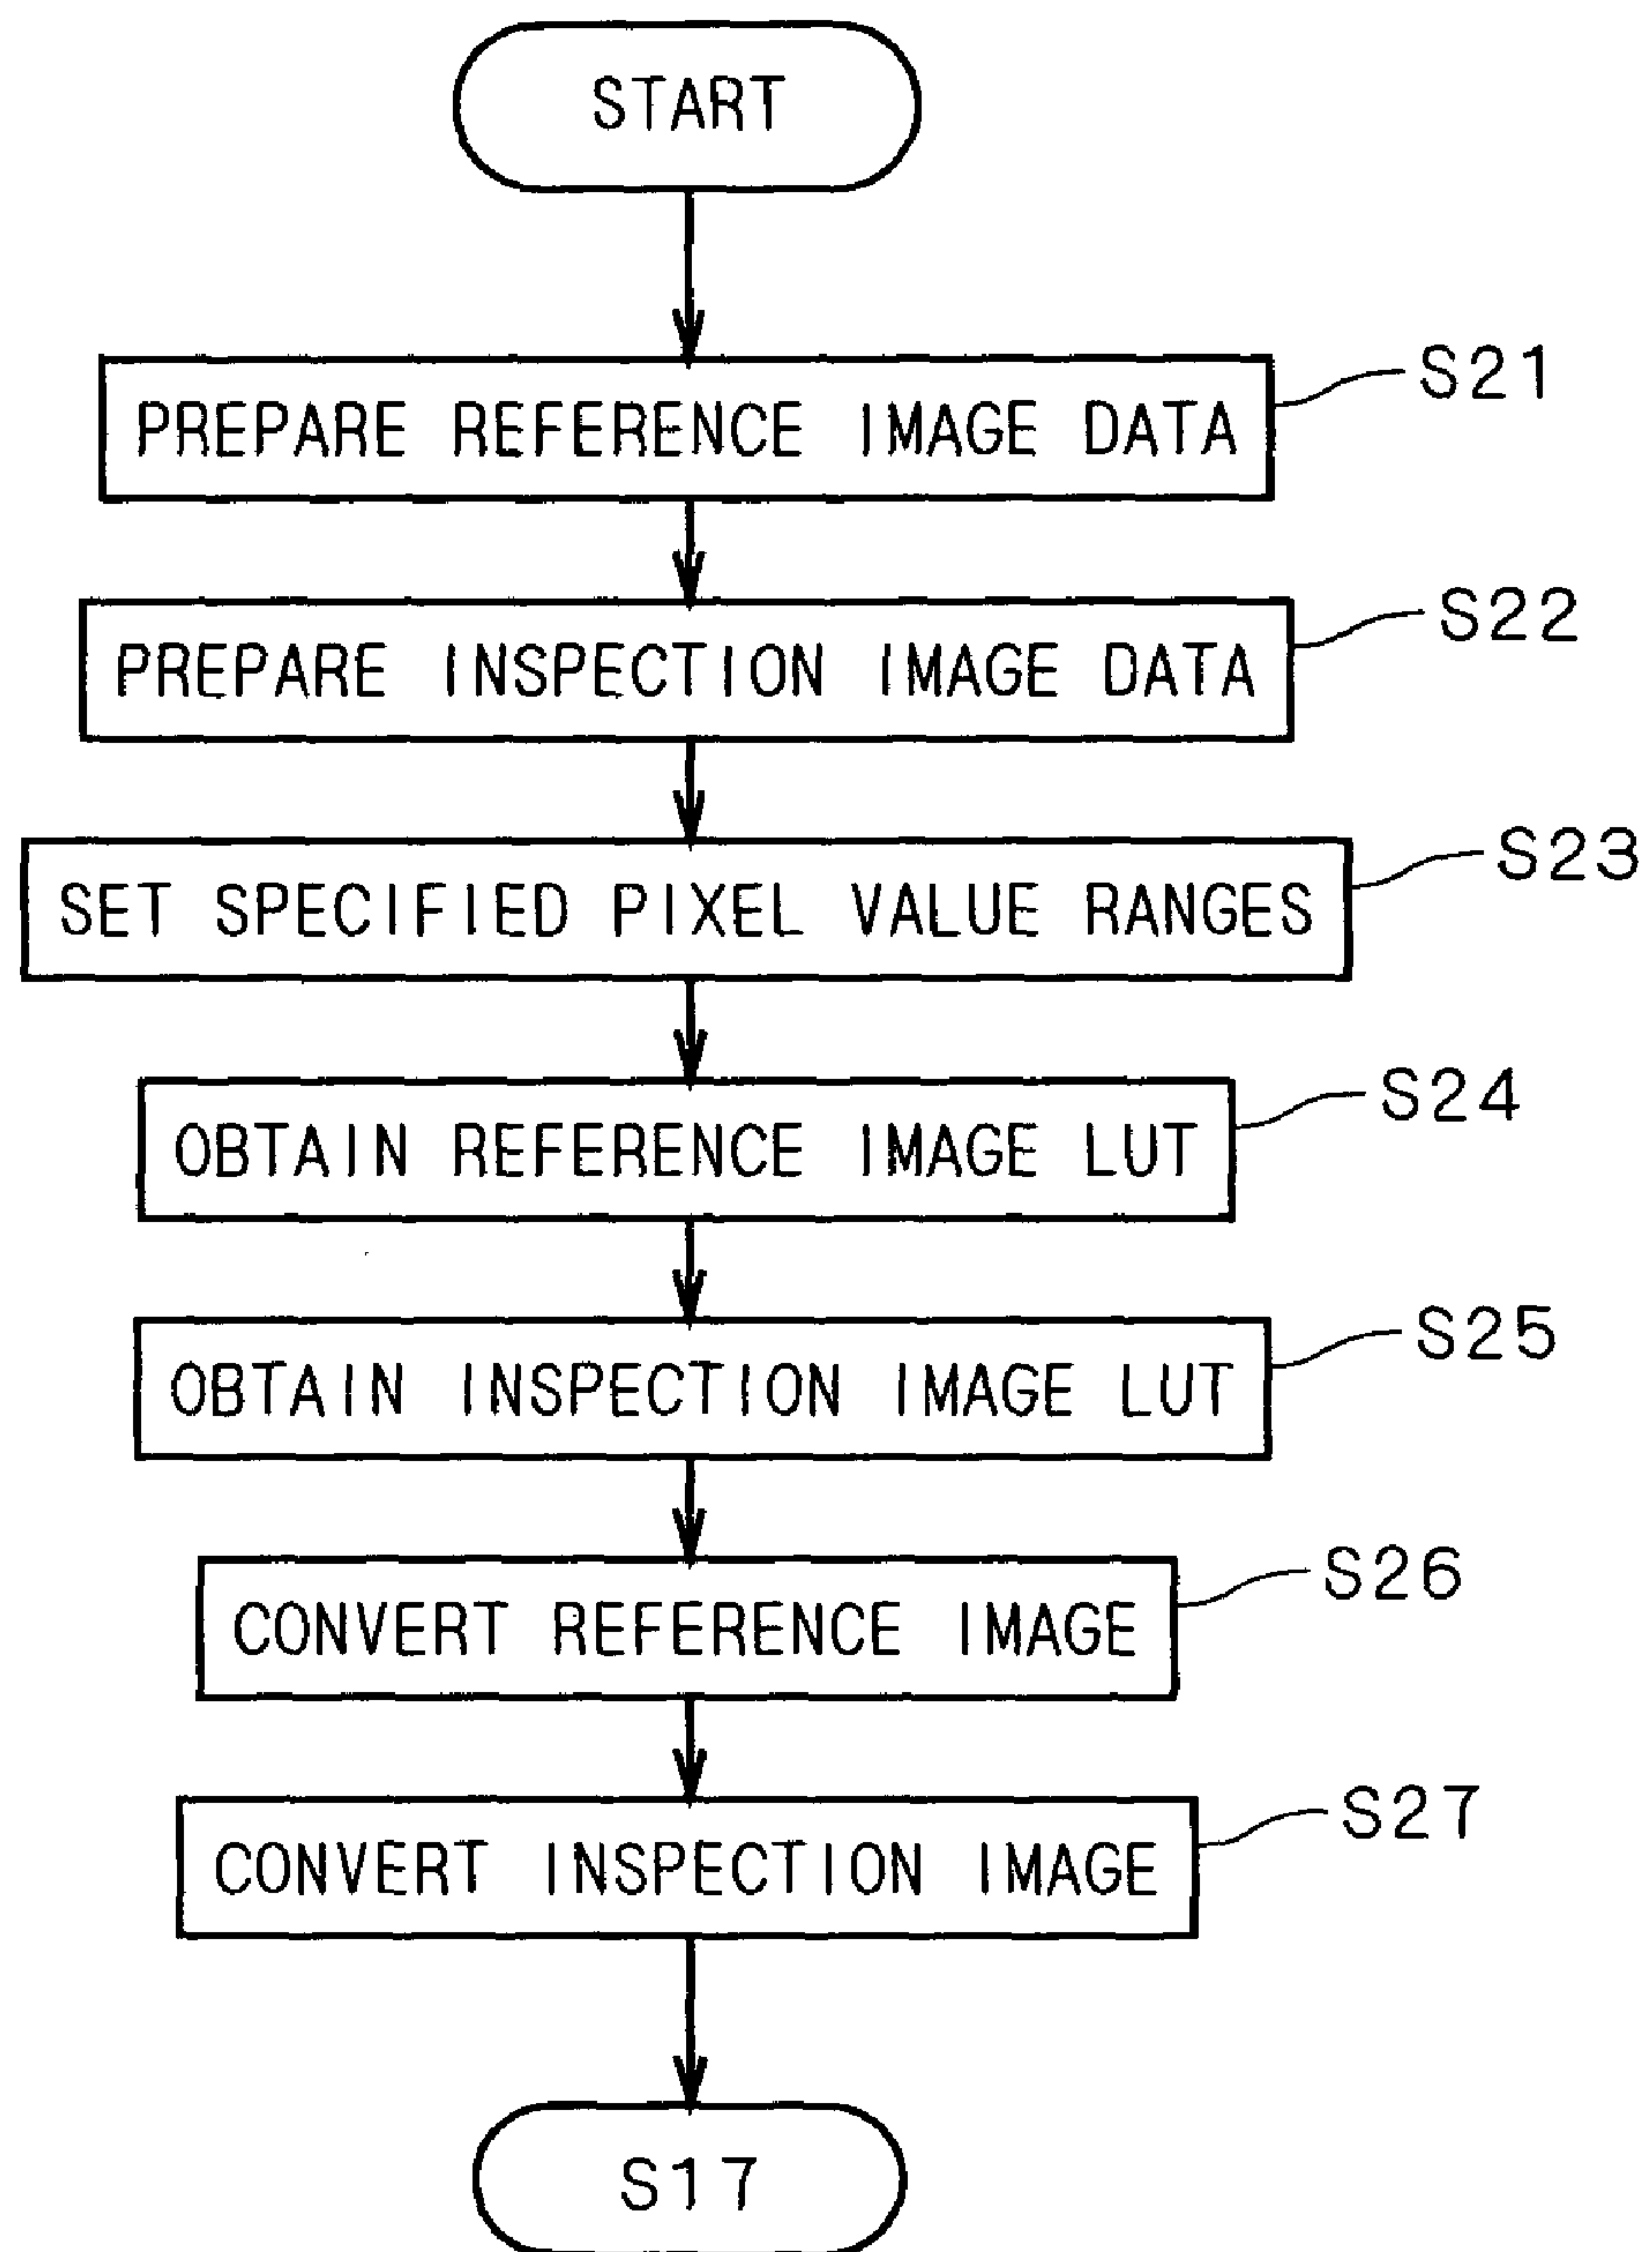 START
PREPARE REFERENCE IMAGE DATA
S21
PREPARE INSPECTION IMAGE DATA
S22
SET SPECIFIED PIXEL VALUE RANGES
S23
OBTAIN REFERENCE IMAGE LUT
S24
OBTAIN INSPECTION IMAGE LUT
S25
CONVERT REFERENCE IMAGE
S26
CONVERT INSPECTION IMAGE
S27
S17